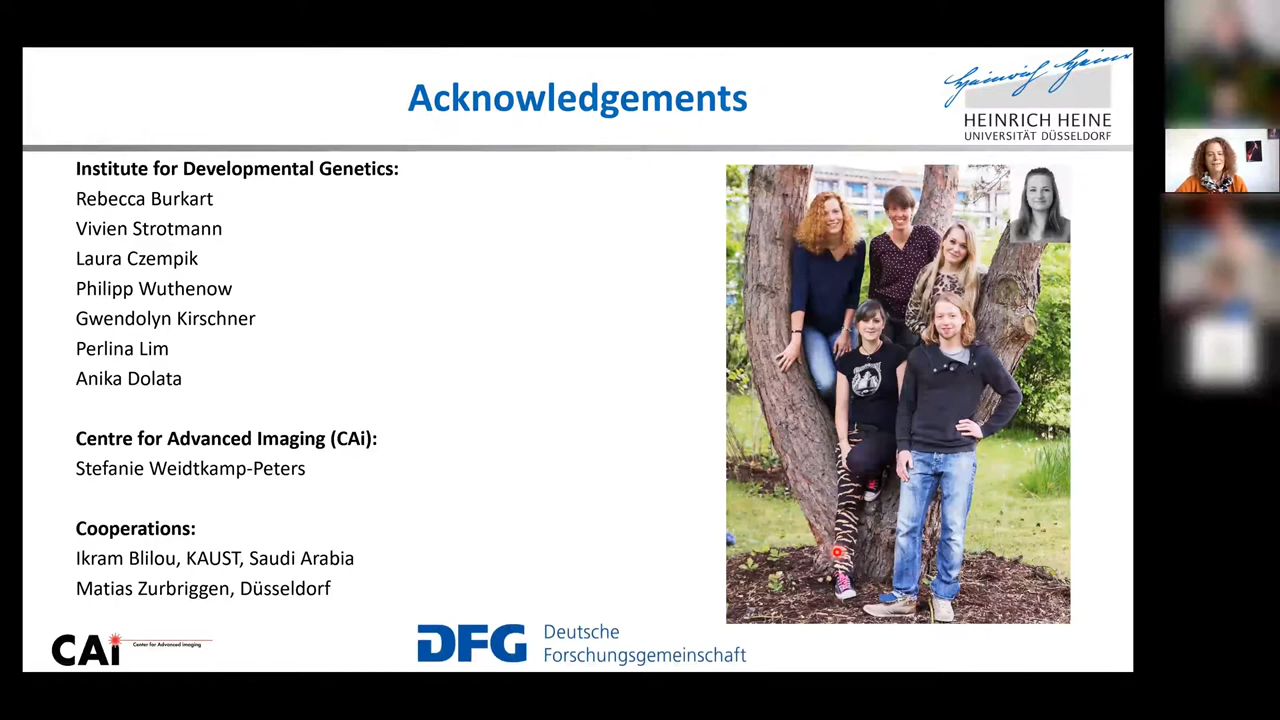 Acknowledgements
Heinrich Heine
HEINRICH HEINE
UNIVERSITÄT DÜSSELDORF
Institute for Developmental Genetics:
Rebecca Burkart
Vivien Strotmann
Laura Czempik
Philipp Wuthenow
Gwendolyn Kirschner
Perlina Lim
Anika Dolata
Centre for Advanced Imaging (CAi):
Stefanie Weidtkamp-Peters
Cooperations:
Ikram Blilou, KAUST, Saudi Arabia
Matias Zurbriggen, Düsseldorf
CAi
Center for Advanced imaging
DFG
Deutsche
Forschungsgemeinschaft